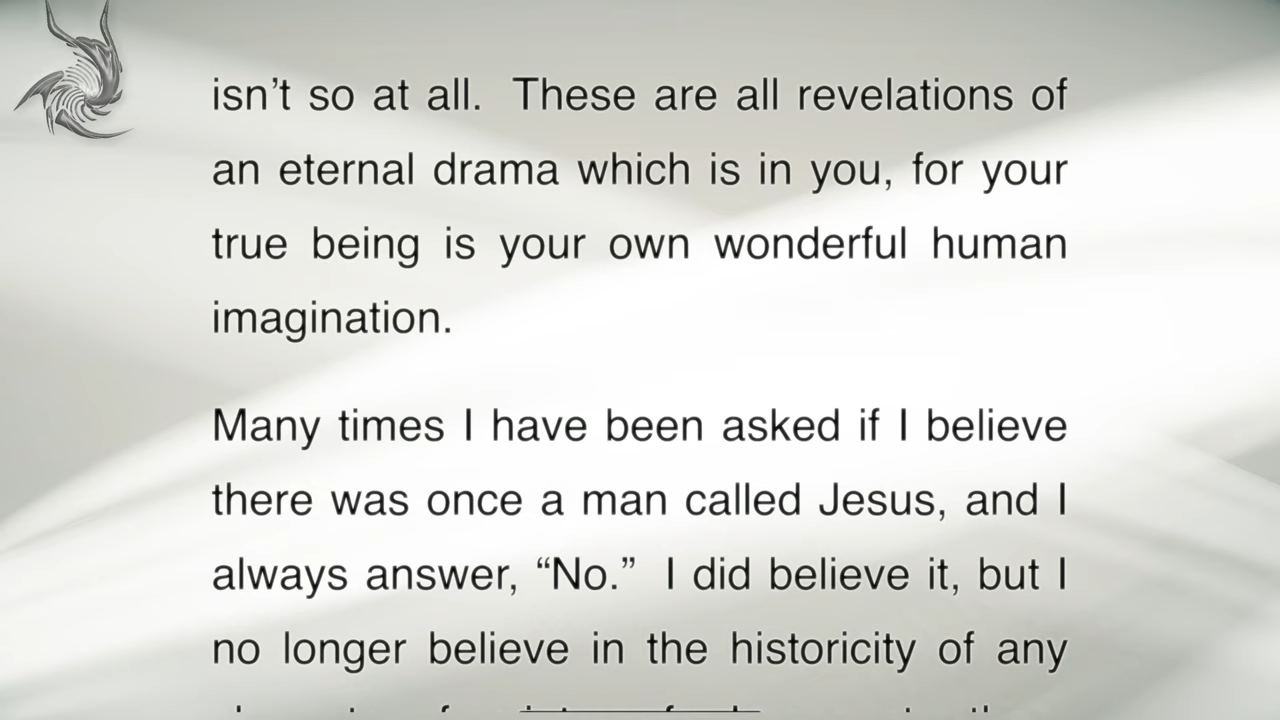 isn’t so at all.  These are all revelations of
an eternal drama which is in you, for your
true being is your own wonderful human
imagination.
Many times I have been asked if I believe
there was once a man called Jesus, and I
always answer, “No.”  I did believe it, but I
no longer believe in the historicity of any